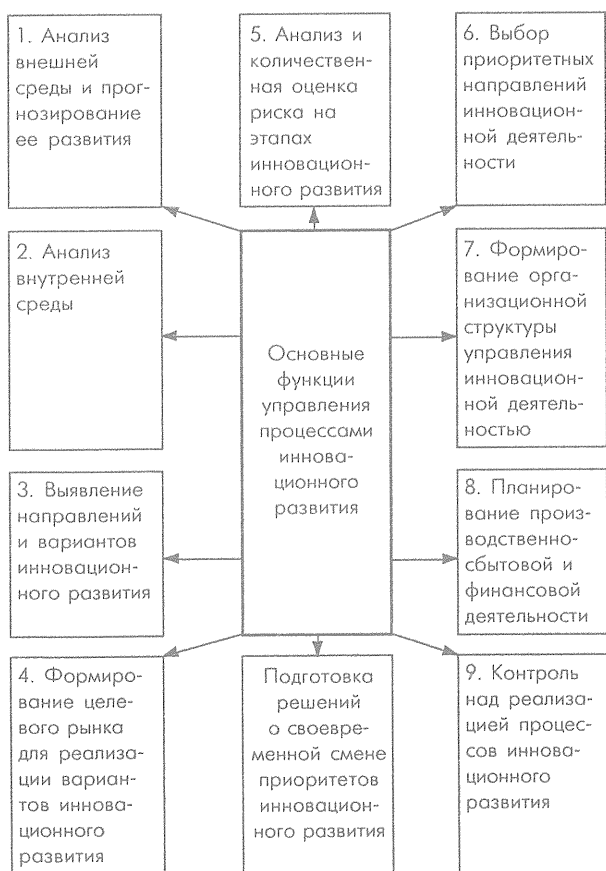 1. Анализ
внешней
среды и прог-
нозирование
ее развития
5. Анализ и
количествен-
ная оценка
риска на
этапах
инновацион-
ного развития
6. Выбор
приоритетных
направлений
инновацион-
ной деятель-
ности
2. Анализ
внутренней
среды
Основные
функции
управления
процессами
иннова-
ционного
развития
7. Формиро-
вание орга-
низационной
структуры
управления
инновацион-
ной деятель-
ностью
3. Выявление
направлений
и вариантов
инновацион-
ного развития
8. Планиро-
вание произ-
водственно-
сбытовой и
финансовой
деятельности
4. Формиро-
вание целе-
вого рынка
для реализа-
ции вариан-
тов иннова-
ционного
развития
Подготовка
решений
о своевре-
менной смене
приоритетов
инновацион-
ного развития
9. Контроль
над реализа-
цией процес-
сов иннова-
ционного
развития